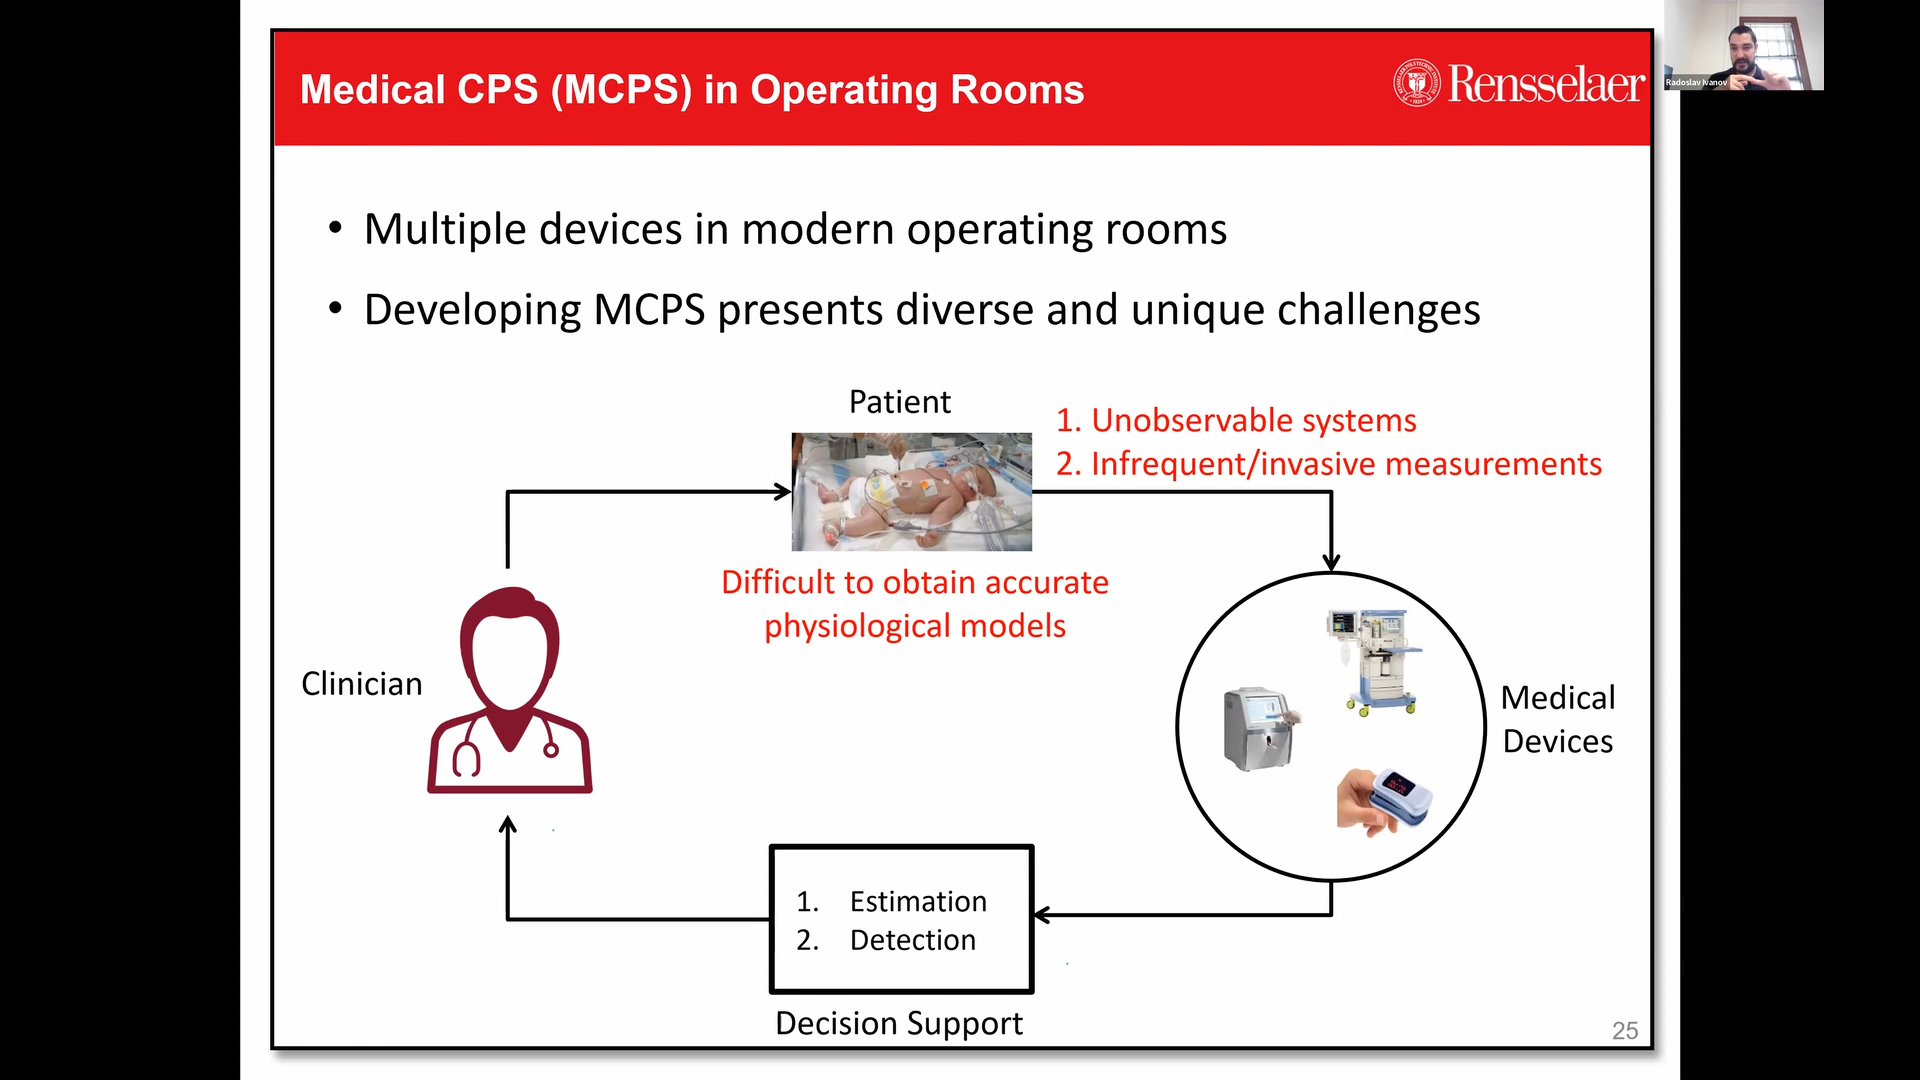 Medical CPS (MCPS) in Operating Rooms
Rensselaer
Radoslav Ivanov
• Multiple devices in modern operating rooms
• Developing MCPS presents diverse and unique challenges
Patient
1. Unobservable systems
2. Infrequent/invasive measurements
Difficult to obtain accurate
physiological models
Clinician
Medical
Devices
1. Estimation
2. Detection
Decision Support
25